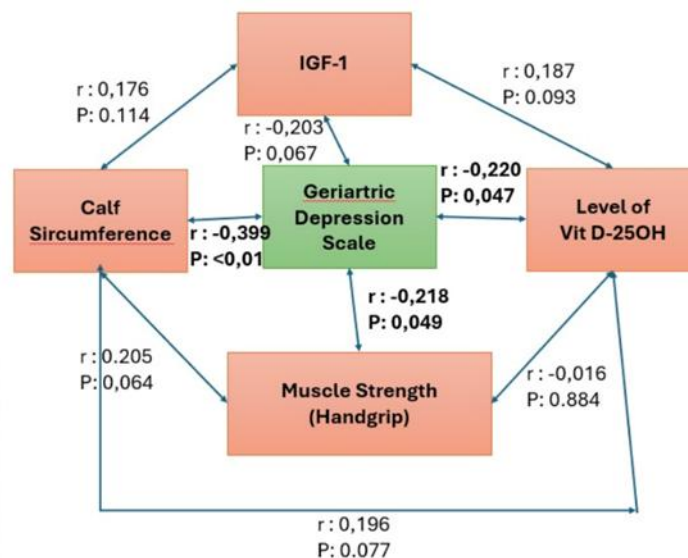 IGF-1
r : 0,176
P: 0.114
r : 0,187
P: 0.093
r : -0,203
P: 0,067
Calf
Sircumference
r : -0,399
P: <0,01
Geriartric
Depression
Scale
r : -0,220
P: 0,047
Level of
Vit D-25OH
r : -0,218
P: 0,049
r : 0.205
P: 0,064
Muscle Strength
(Handgrip)
r : -0,016
P: 0.884
r : 0,196
P: 0.077